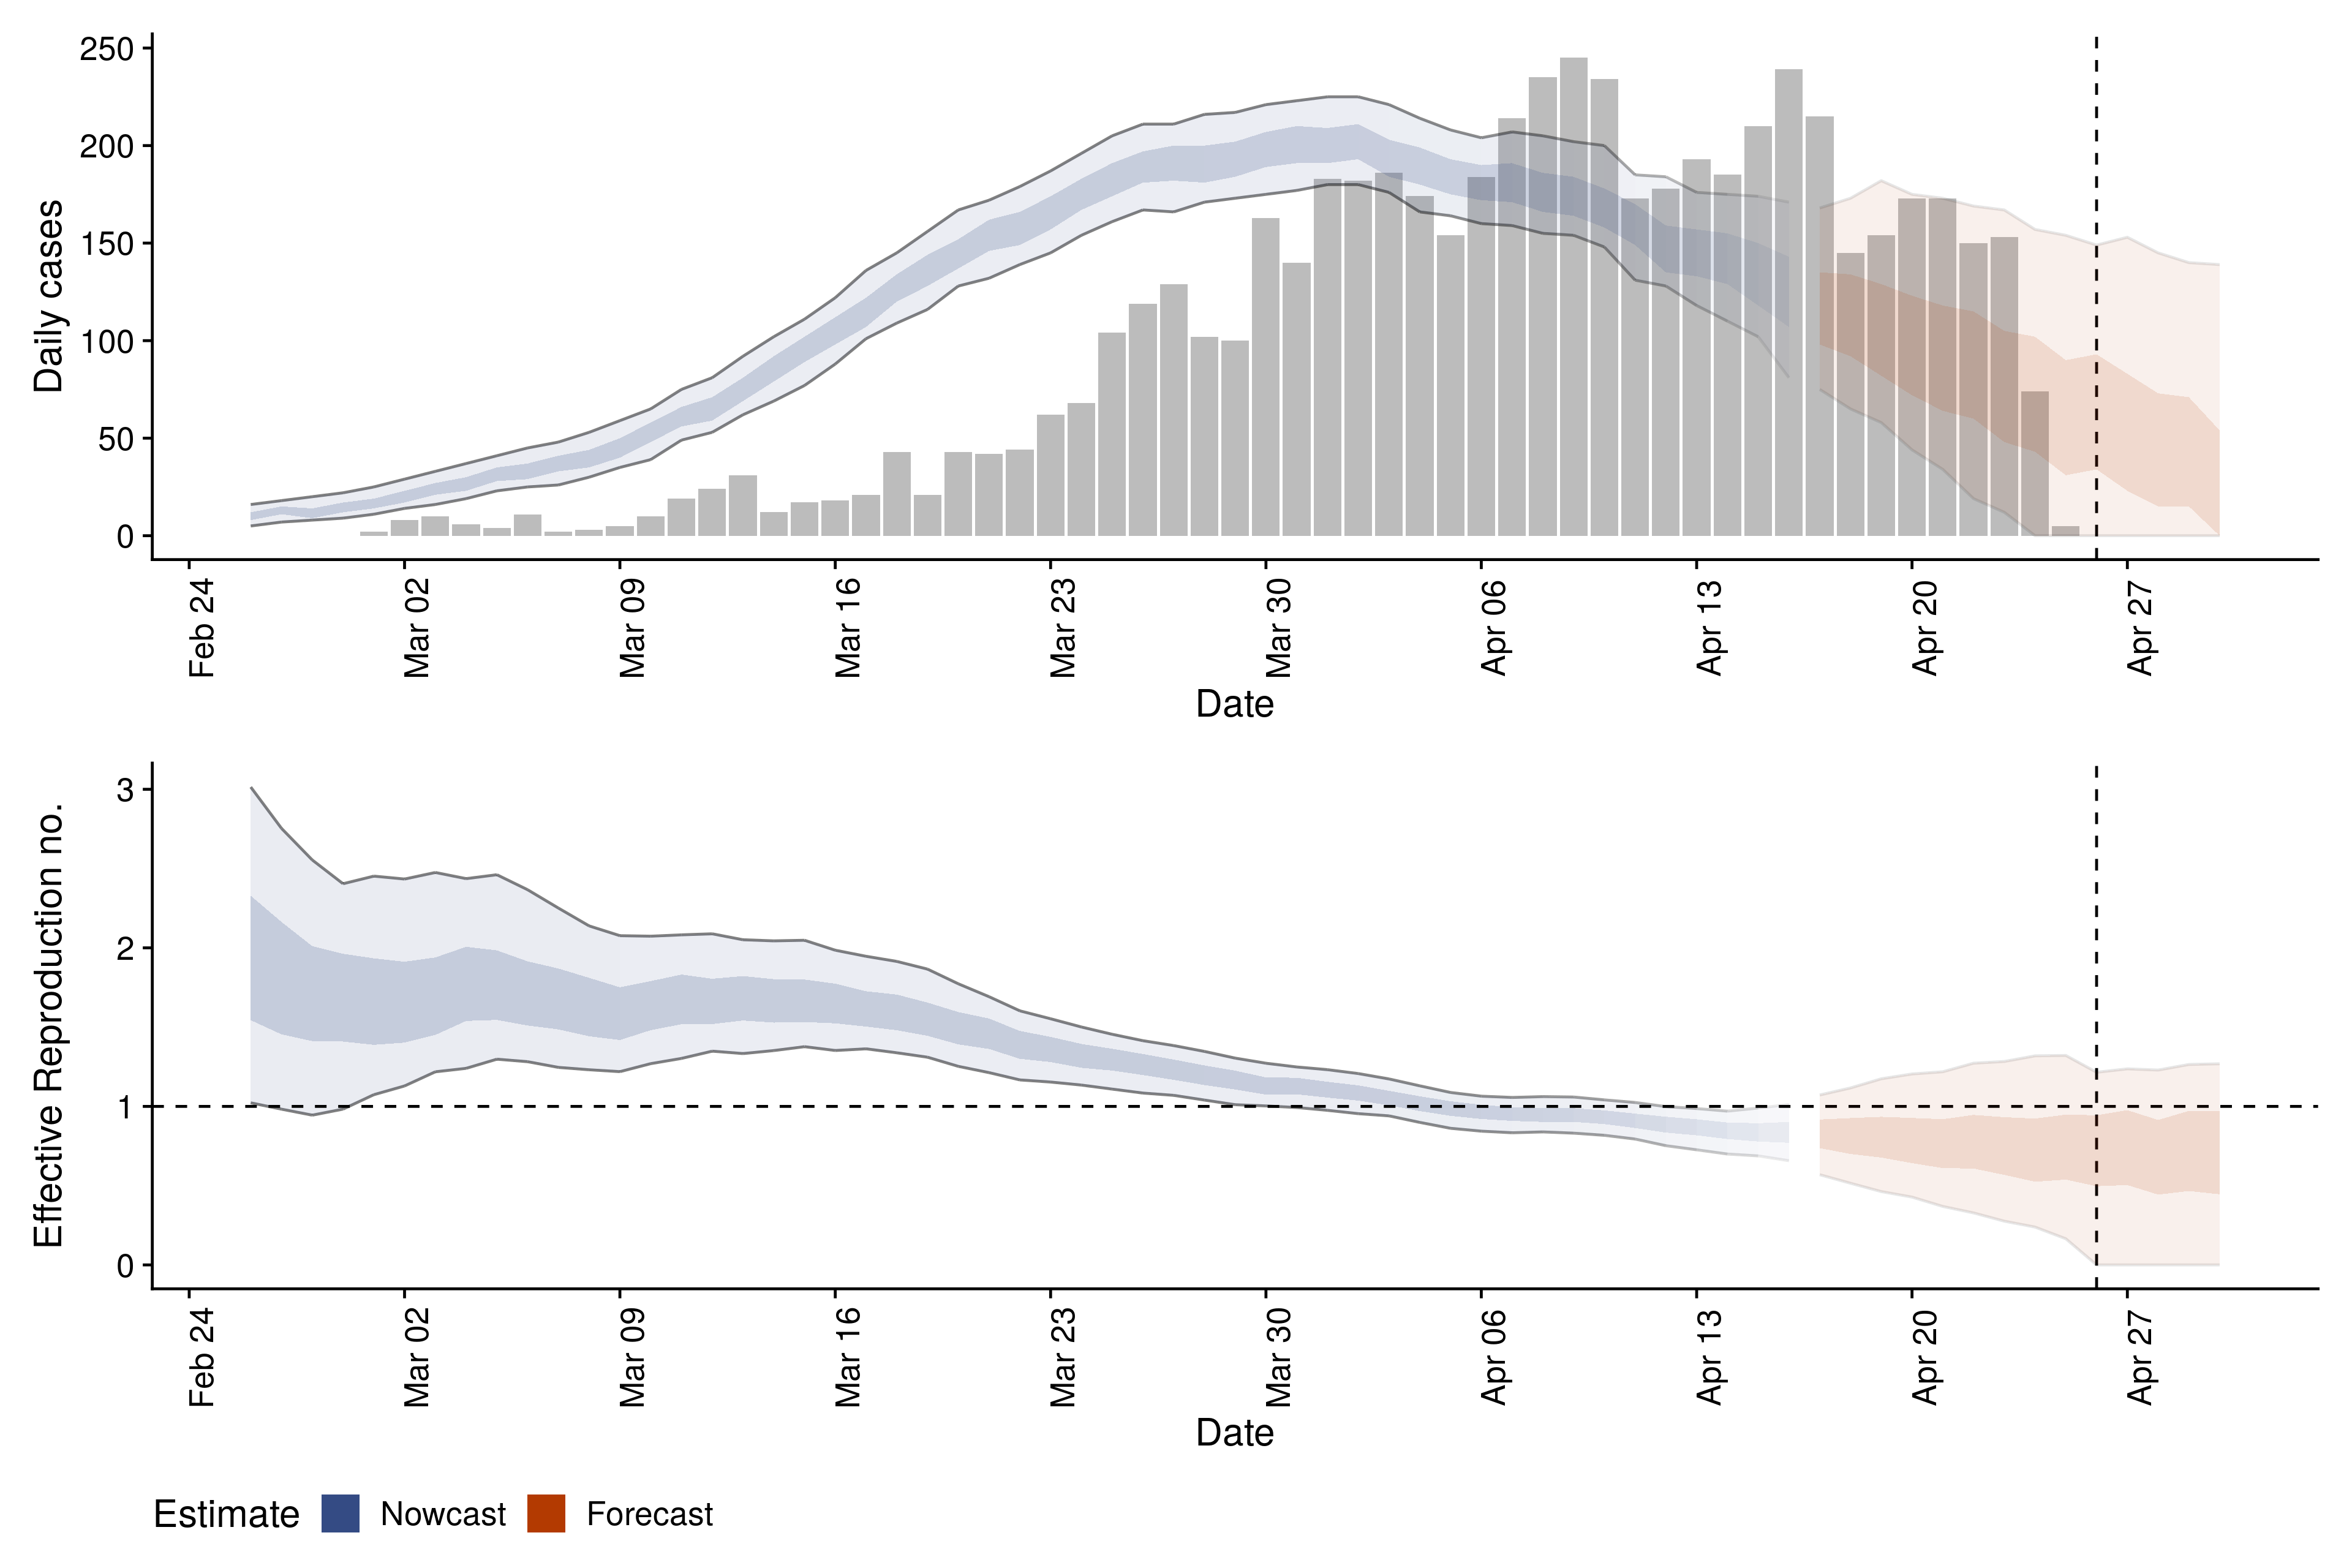 Daily cases
250
200
150
100
50
0
Feb 24
Mar 02
Mar 09
Mar 16
Mar 23
Mar 30
Apr 06
Apr 13
Apr 20
Apr 27
Date
Effective Reproduction no.
3
2
1
0
Feb 24
Mar 02
Mar 09
Mar 16
Mar 23
Mar 30
Apr 06
Apr 13
Apr 20
Apr 27
Date
Estimate Nowcast Forecast